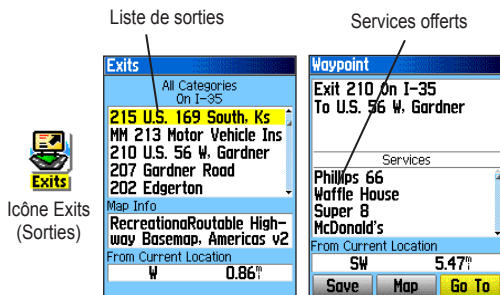 Liste de sorties
Services offerts
Exits
All Categories
On I-35
215 U.S. 169 South, Ks
MM 213 Motor Vehicle Ins
210 U.S. 56 W, Gardner
207 Gardner Road
202 Edgerton
Map Info
RecreationaRoutable High-
way Basemap, Americas v2
From Current Location
W 0.86m
Waypoint
Exit 210 On I-35
To U.S. 56 W, Gardner
Services
Phillips 66
Waffle House
Super 8
McDonald's
From Current Location
SW 5.47m
Save Map Go To
Exits
Icône Exits
(Sorties)